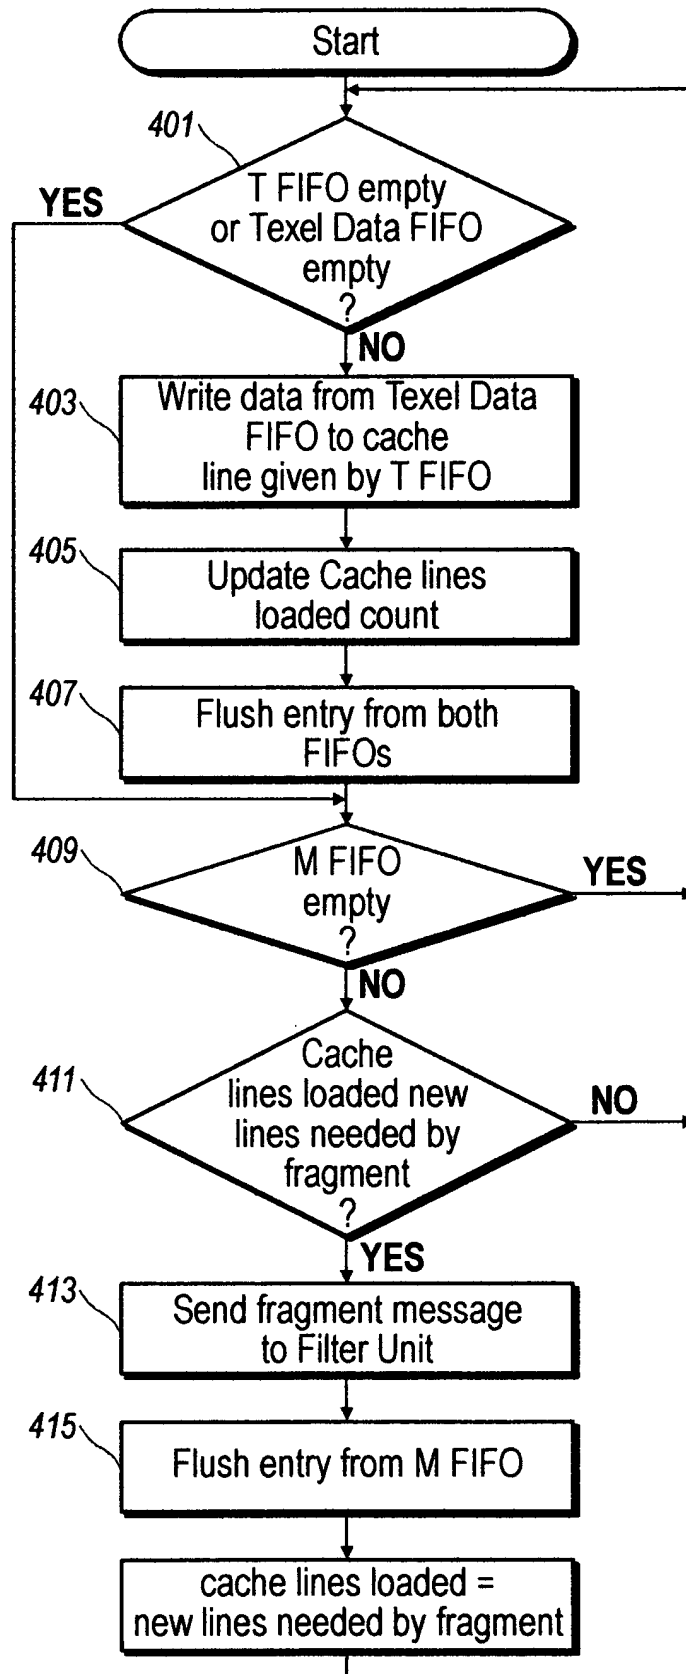 Start
401
T FIFO empty
or Texel Data FIFO
empty
?
YES
NO
403
Write data from Texel Data
FIFO to cache
line given by T FIFO
405
Update Cache lines
loaded count
407
Flush entry from both
FIFOs
409
M FIFO
empty
?
YES
NO
411
Cache
lines loaded new
lines needed by
fragment
?
NO
YES
413
Send fragment message
to Filter Unit
415
Flush entry from M FIFO
cache lines loaded =
new lines needed by fragment